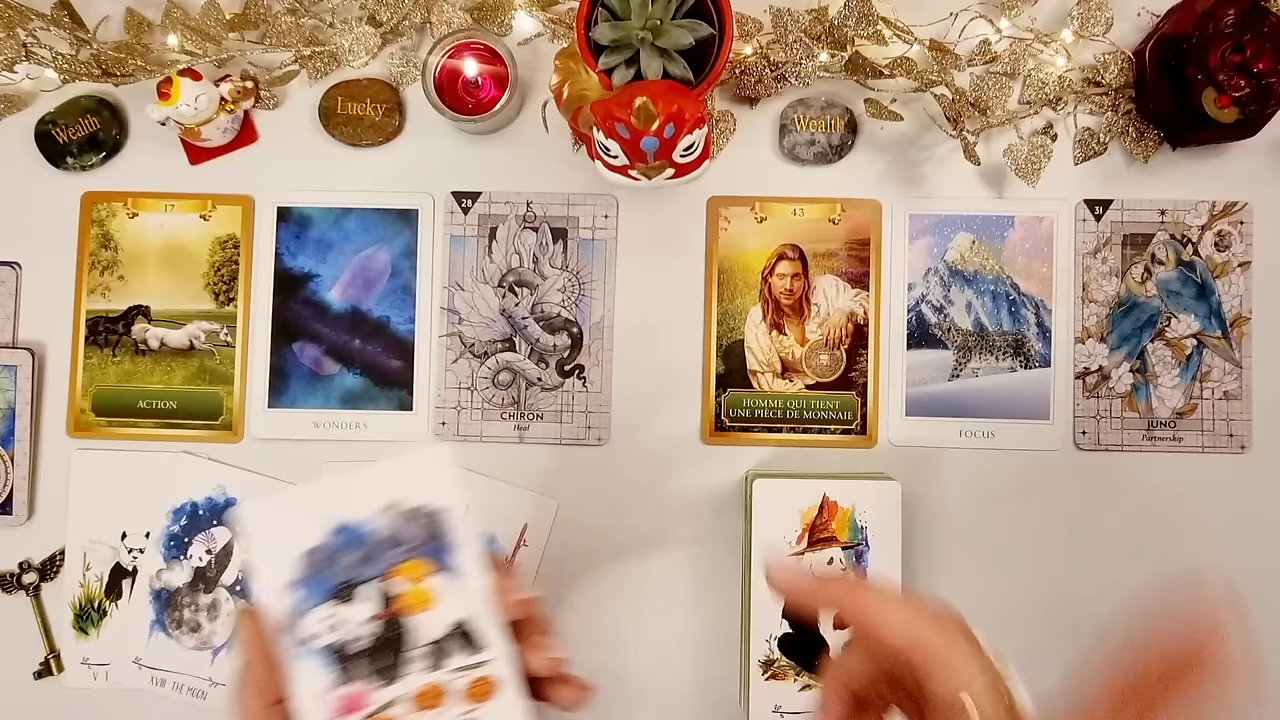 Wealth
Lucky
Wealth
17
ACTION
WONDERS
28
CHIRON
Heal
43
HOMME QUI TIENT
UNE PIÈCE DE MONNAIE
FOCUS
31
JUNO
Partnership
XVIII THE MOON